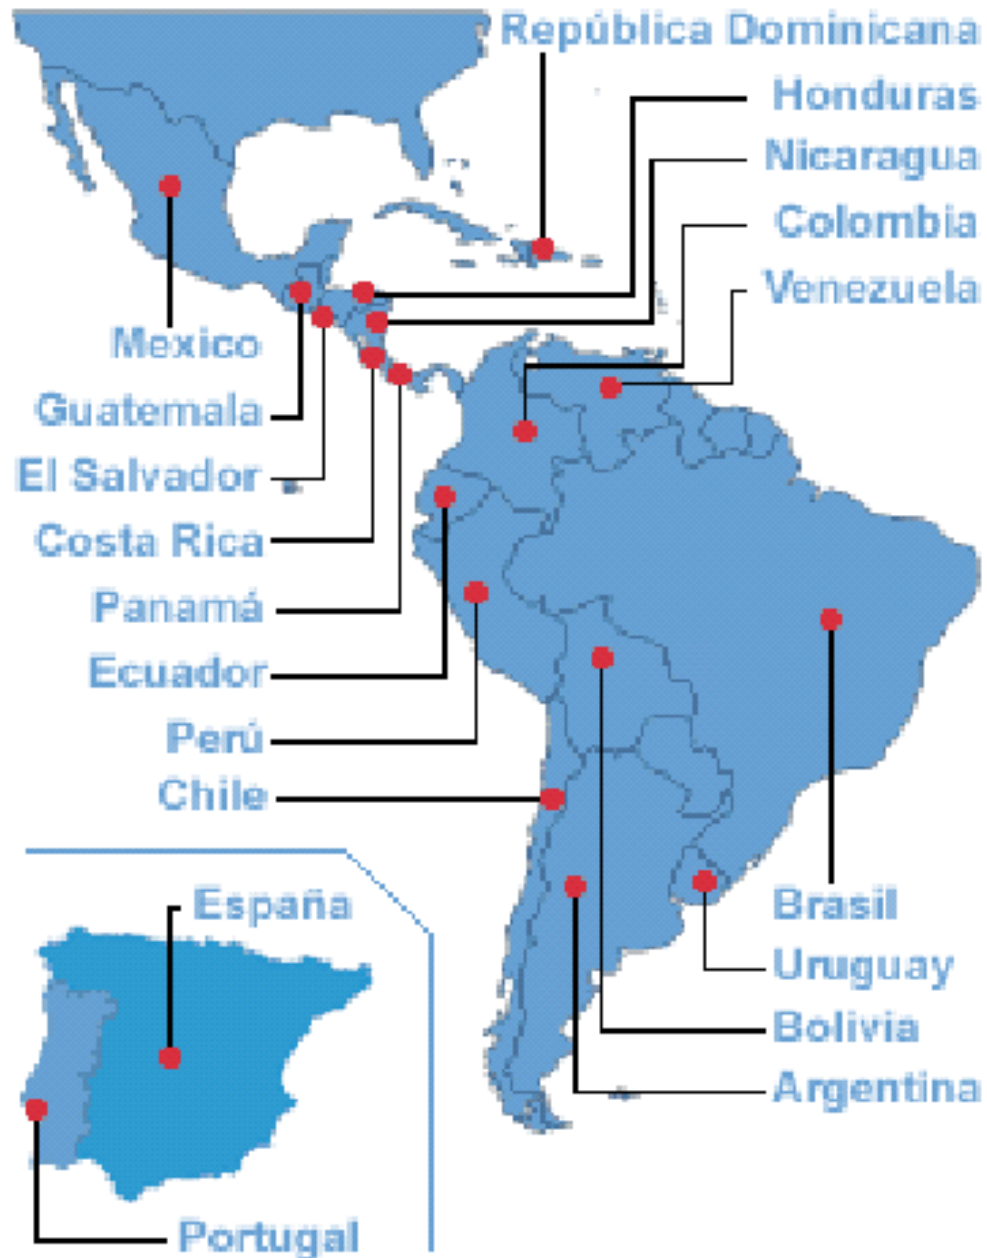 República Dominicana
Honduras
Nicaragua
Colombia
Venezuela
Mexico
Guatemala
El Salvador
Costa Rica
Panamá
Ecuador
Perú
Chile
España
Brasil
Uruguay
Bolivia
Argentina
Portugal